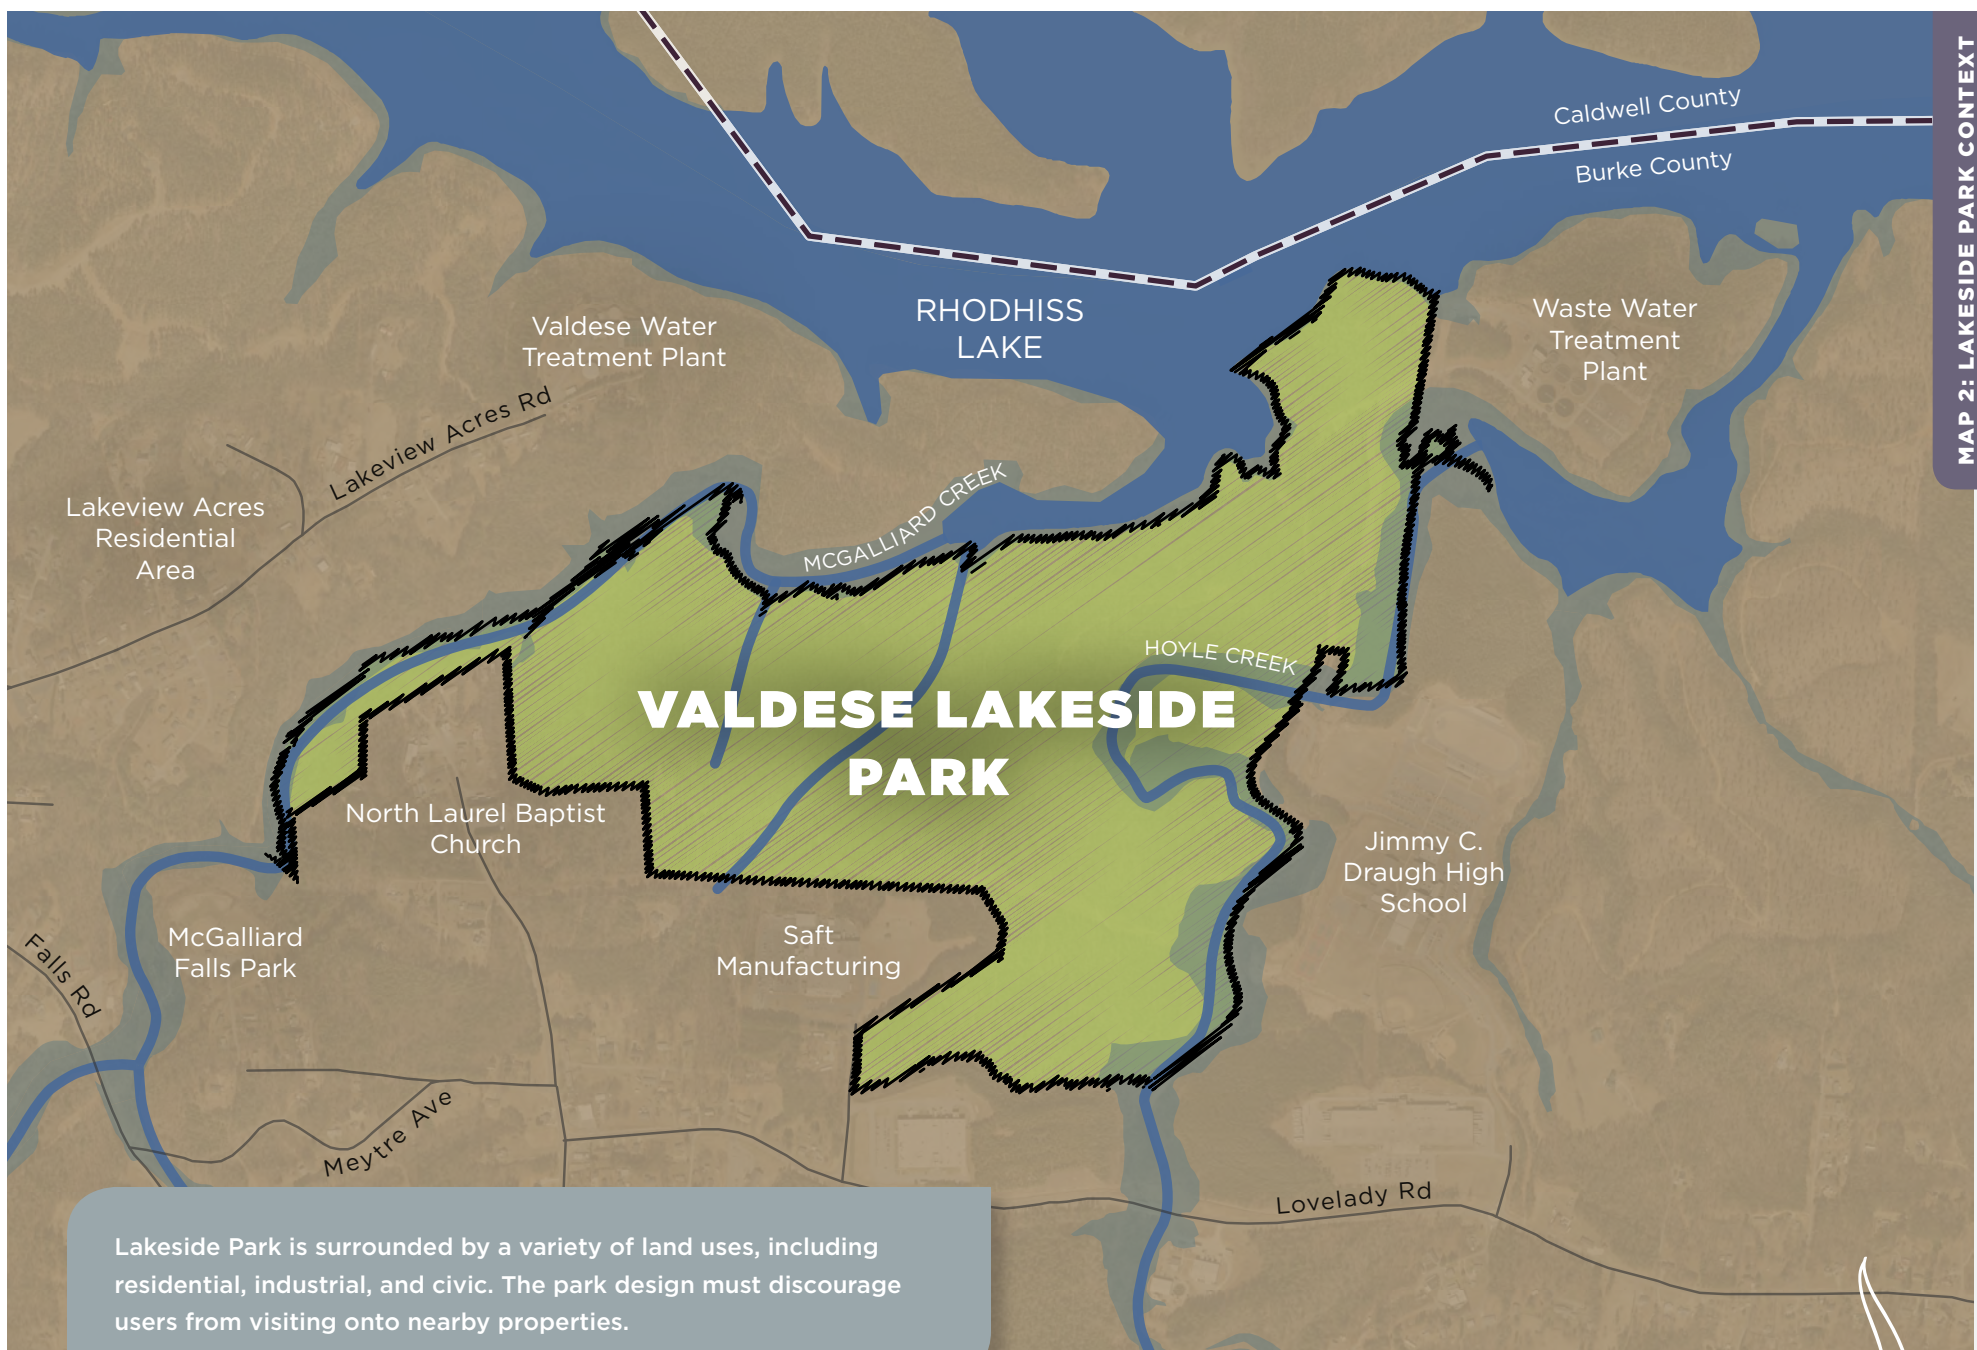 MAP 2: LAKESIDE PARK CONTEXT
Caldwell County
Burke County
RHODHISS
LAKE
Waste Water
Treatment
Plant
Valdese Water
Treatment Plant
Lakeview Acres Rd
Lakeview Acres
Residential
Area
MCGALLIARD CREEK
HOYLE CREEK
VALDESE LAKESIDE
PARK
North Laurel Baptist
Church
Jimmy C.
Draugh High
School
McGalliard
Falls Park
Saft
Manufacturing
Falls Rd
Meytre Ave
Lovelady Rd
Lakeside Park is surrounded by a variety of land uses, including
residential, industrial, and civic. The park design must discourage
users from visiting onto nearby properties.